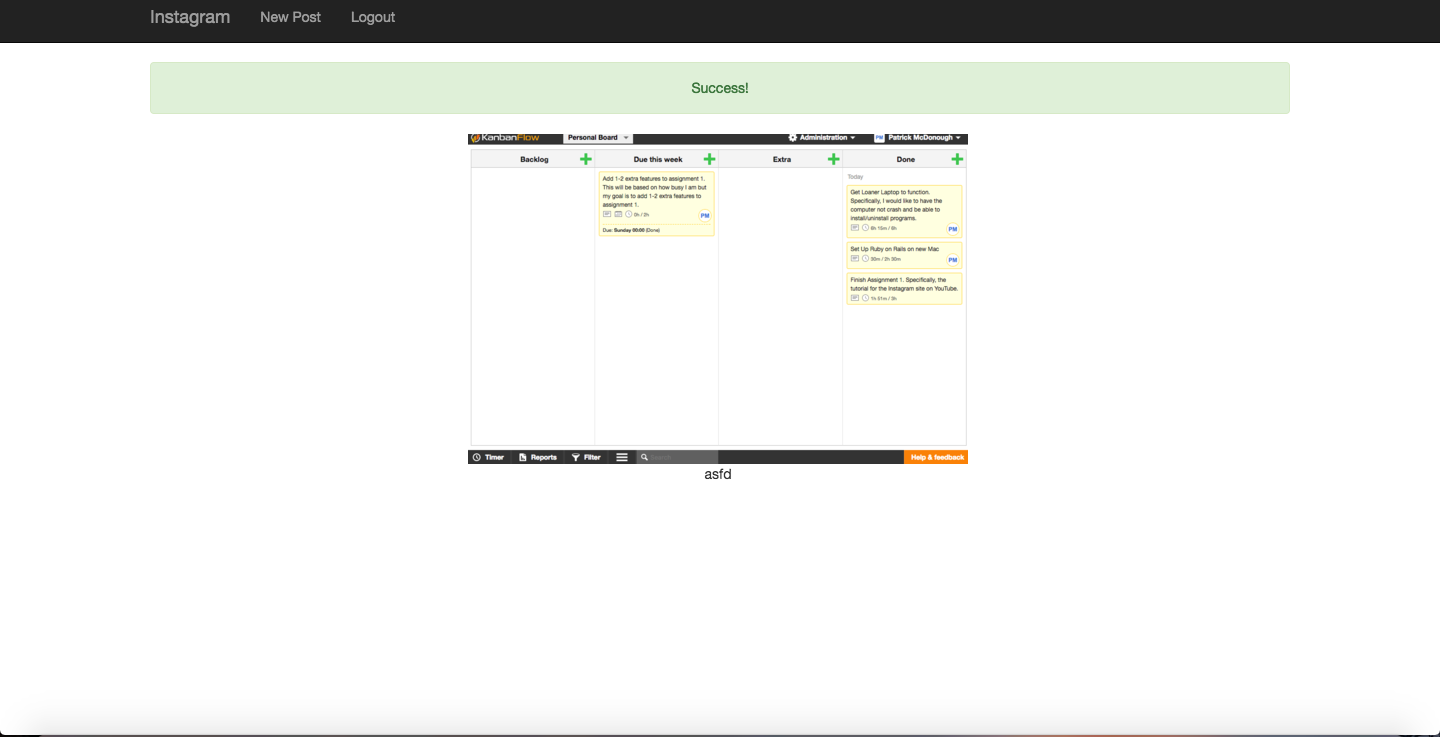 Instagram New Post Logout
Success!
KanbanFlow Personal Board Administration PM Patrick McDonough
Backlog Due this week Extra Done
Add 1-2 extra features to assignment 1.
This will be based on how busy I am but
my goal is to add 1-2 extra features to
assignment 1.
0h / 2h PM
Due: Sunday 00:00 (Done)
Today
Get Loaner Laptop to function.
Specifically, I would like to have the
computer not crash and be able to
install/uninstall programs.
PM
Set Up Ruby on Rails on new Mac
30m / 2h 30m PM
Finish Assignment 1. Specifically, the
tutorial for the Instagram site on YouTube.
1h 51m / 3h
Timer Reports Filter Search Help & feedback
asfd